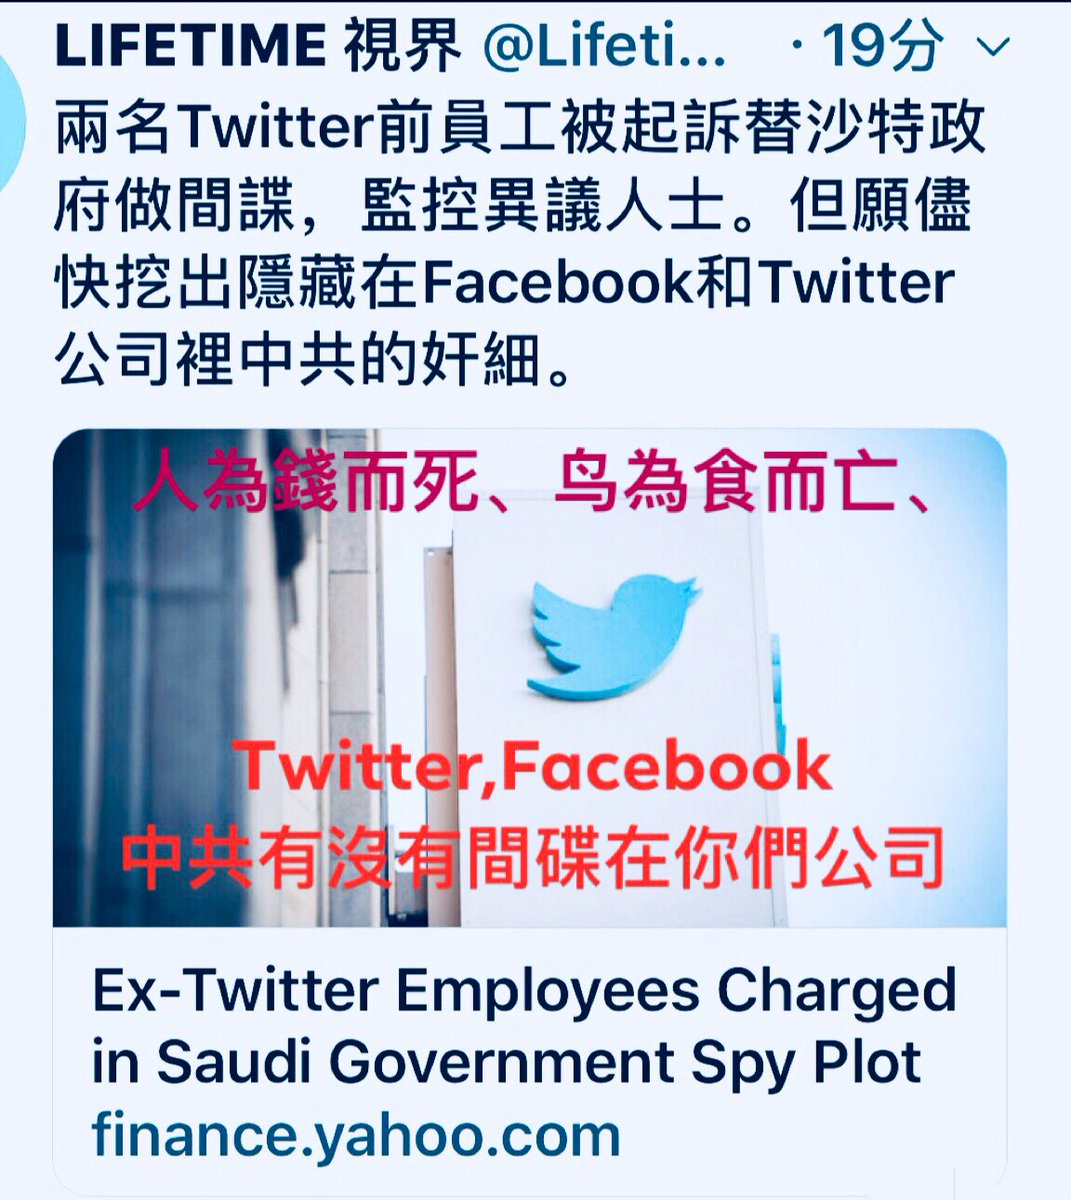 LIFETIME 視界 @Lifeti... · 19分
兩名Twitter前員工被起訴替沙特政
府做間諜，監控異議人士。但願儘
快挖出隱藏在Facebook和Twitter
公司裡中共的奸細。
人為錢而死、鸟為食而亡、
Twitter,Facebook
中共有沒有間碟在你們公司
Ex-Twitter Employees Charged
in Saudi Government Spy Plot
finance.yahoo.com